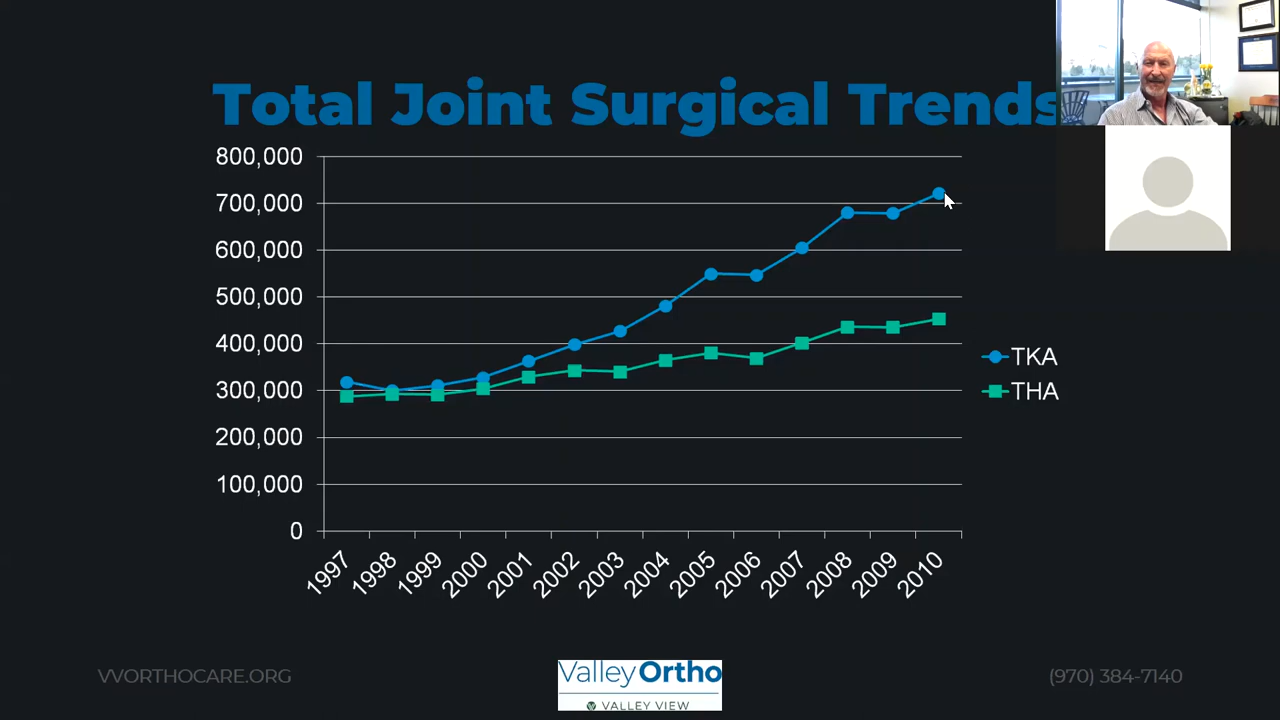 Total Joint Surgical Trends
800,000
700,000
600,000
500,000
400,000
300,000
200,000
100,000
0
TKA
THA
1997 1998 1999 2000 2001 2002 2003 2004 2005 2006 2007 2008 2009 2010
VVORTHOCARE.ORG
ValleyOrtho
VALLEY VIEW
(970) 384-7140